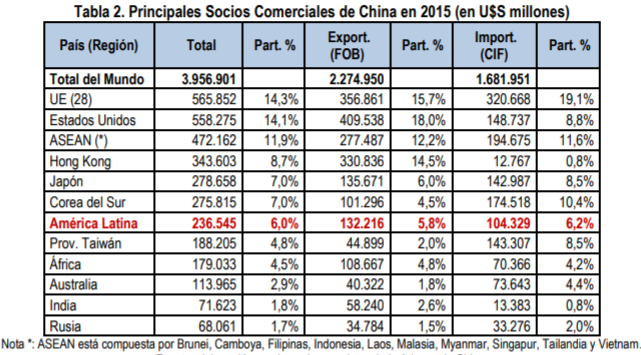 Tabla 2. Principales Socios Comerciales de China en 2015 (en U$S millones)
País (Región) Total Part. % Export. (FOB) Part. % Import. (CIF) Part. %
Total del Mundo 3.956.901 2.274.950 1.681.951
UE (28) 565.852 14,3% 356.861 15,7% 320.668 19,1%
Estados Unidos 558.275 14,1% 409.538 18,0% 148.737 8,8%
ASEAN (*) 472.162 11,9% 277.487 12,2% 194.675 11,6%
Hong Kong 343.603 8,7% 330.836 14,5% 12.767 0,8%
Japón 278.658 7,0% 135.671 6,0% 142.987 8,5%
Corea del Sur 275.815 7,0% 101.296 4,5% 174.518 10,4%
América Latina 236.545 6,0% 132.216 5,8% 104.329 6,2%
Prov. Taiwán 188.205 4,8% 44.899 2,0% 143.307 8,5%
África 179.033 4,5% 108.667 4,8% 70.366 4,2%
Australia 113.965 2,9% 40.322 1,8% 73.643 4,4%
India 71.623 1,8% 58.240 2,6% 13.383 0,8%
Rusia 68.061 1,7% 34.784 1,5% 33.276 2,0%
Nota *: ASEAN está compuesta por Brunei, Camboya, Filipinas, Indonesia, Laos, Malasia, Myanmar, Singapur, Tailandia y Vietnam.